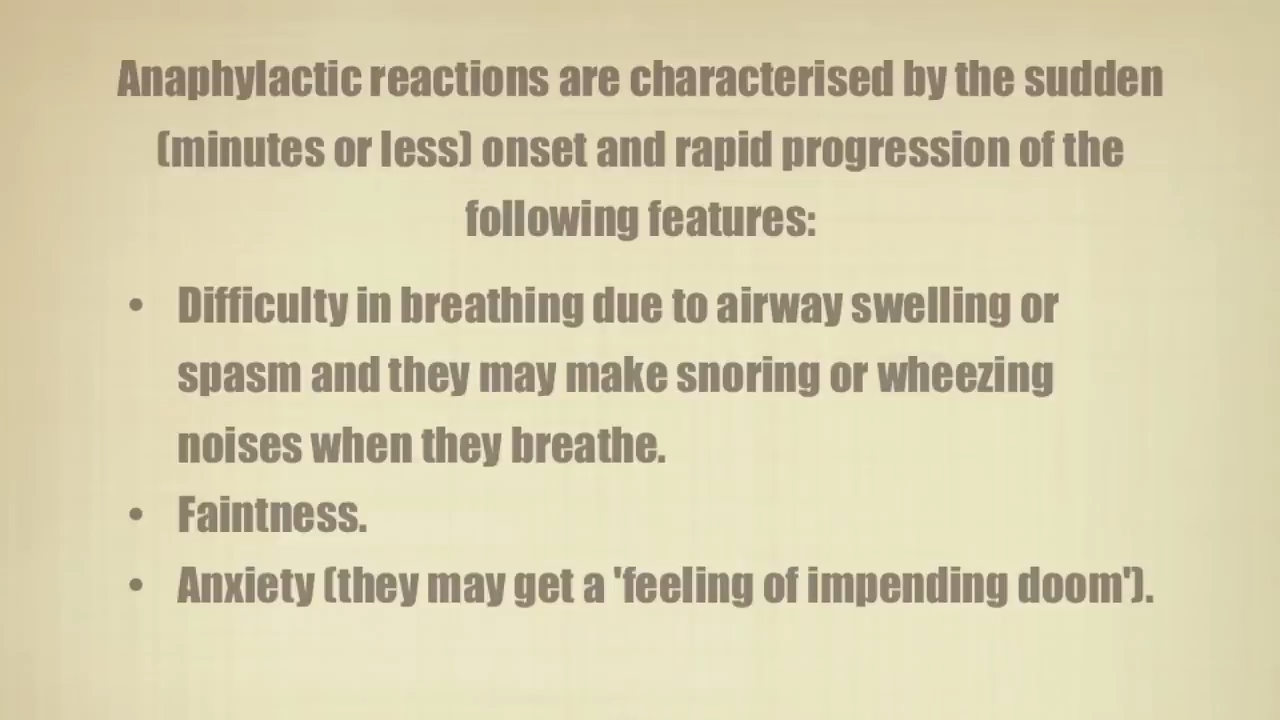 Anaphylactic reactions are characterised by the sudden
(minutes or less) onset and rapid progression of the
following features:
• Difficulty in breathing due to airway swelling or
spasm and they may make snoring or wheezing
noises when they breathe.
• Faintness.
• Anxiety (they may get a 'feeling of impending doom').